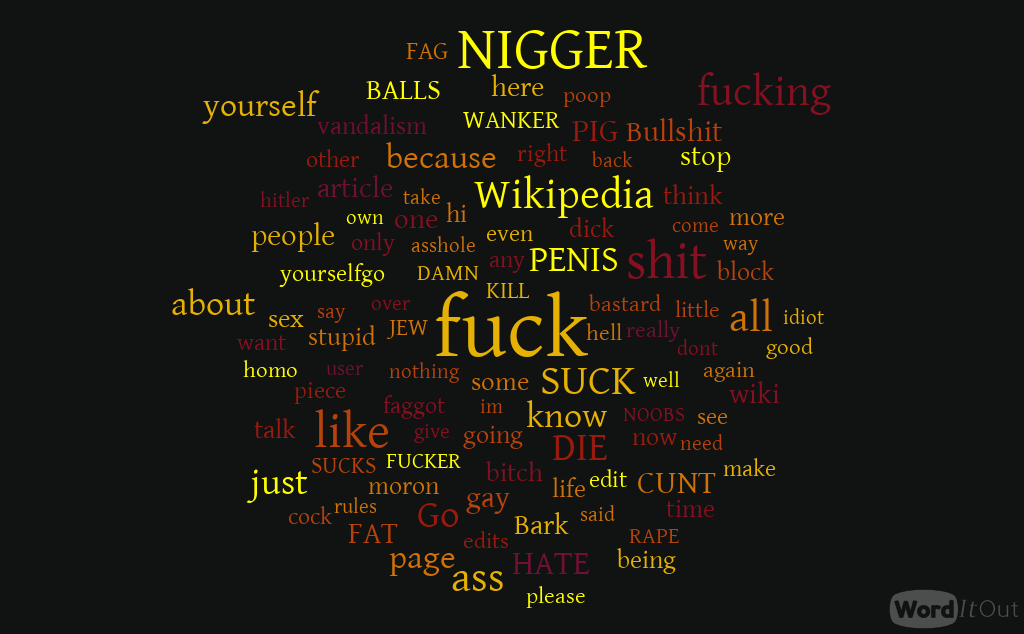 FAG NIGGER
BALLS here poop fucking
yourself WANKER
vandalism PIG Bullshit
other because right back stop
hitler article take Wikipedia think
own one hi dick come more
people only asshole even way
yourselfgo DAMN any PENIS shit block
KILL
about sex say over fuck bastard little all idiot
want stupid JEW hell really dont good
homo user nothing some SUCK well again
piece faggot im know NOOBS see wiki
talk like give going DIE now need
just SUCKS FUCKER bitch life edit CUNT make
moron gay
cock rules Go Bark said time
FAT edits RAPE
page ass HATE being
please
WordItOut